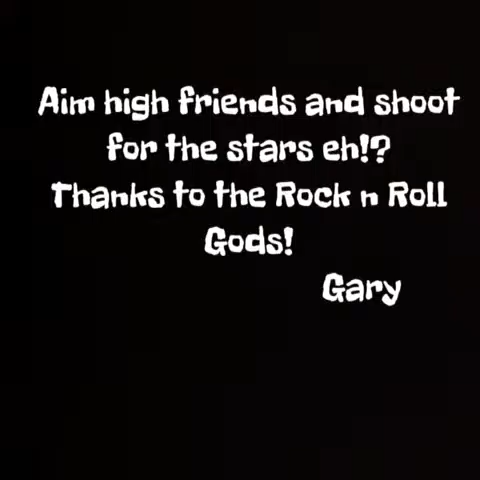 Aim high friends and shoot
for the stars eh!?
Thanks to the Rock n Roll
Gods!
Gary